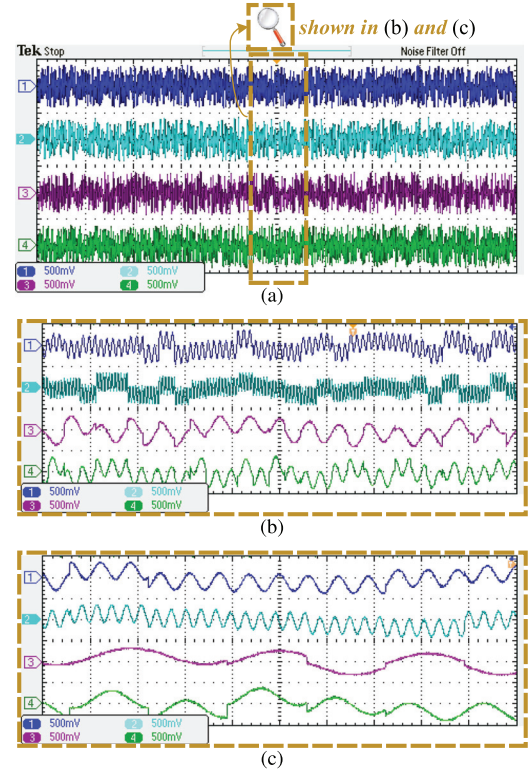 shown in (b) and (c)
Tek Stop
Noise Filter Off
1
2
3
4
1 500mV 2 500mV
3 500mV 4 500mV
(a)
1
2
3
4
1 500mV 2 500mV
3 500mV 4 500mV
(b)
1
2
3
4
1 500mV 2 500mV
3 500mV 4 500mV
(c)